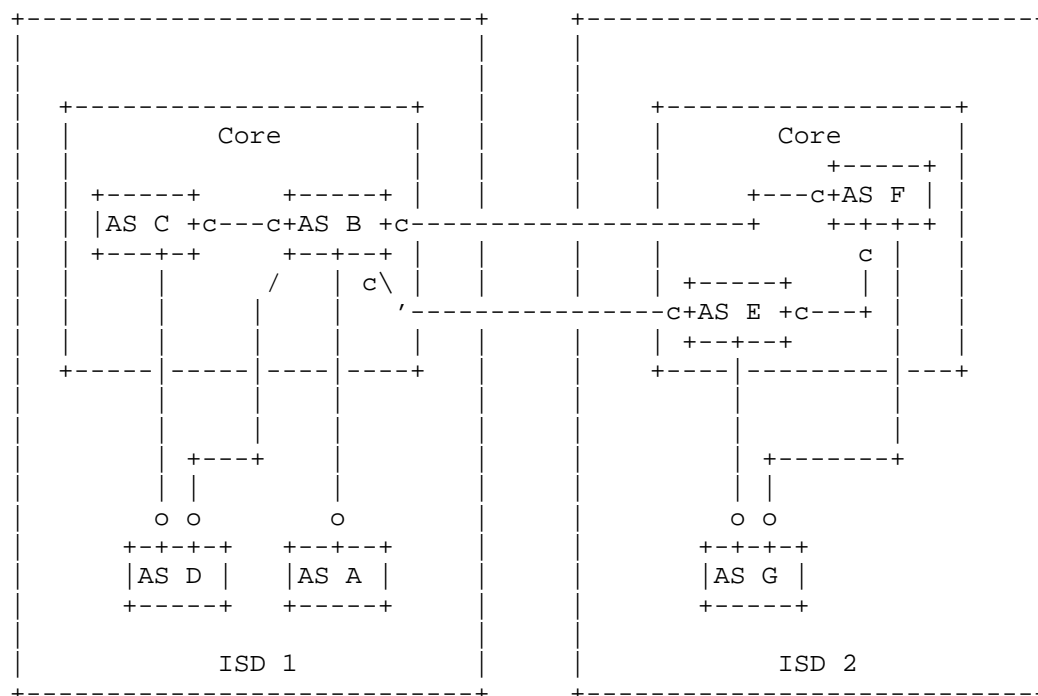 Core Core
AS F
AS C c c AS B c c
c c
c AS E c
o o o o o
AS D AS A AS G
ISD 1 ISD 2